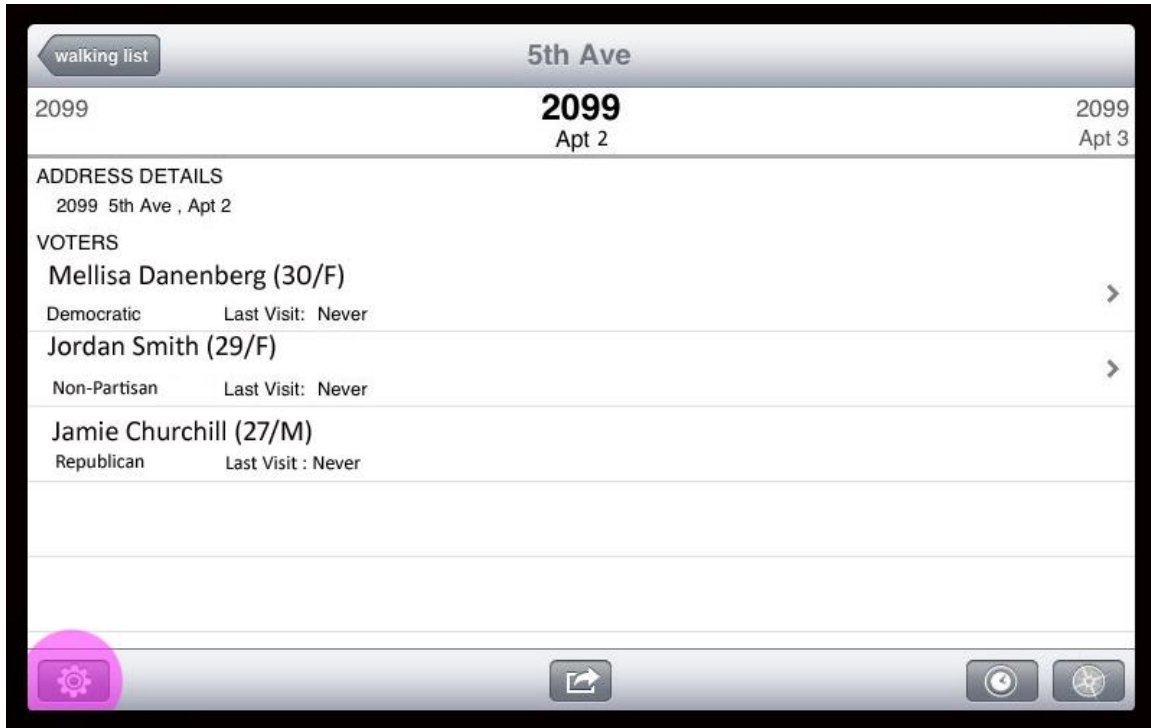 walking list
5th Ave
2099
2099
Apt 2
2099
Apt 3
ADDRESS DETAILS
2099 5th Ave , Apt 2
VOTERS
Mellisa Danenberg (30/F)
Democratic Last Visit: Never
Jordan Smith (29/F)
Non-Partisan Last Visit: Never
Jamie Churchill (27/M)
Republican Last Visit : Never